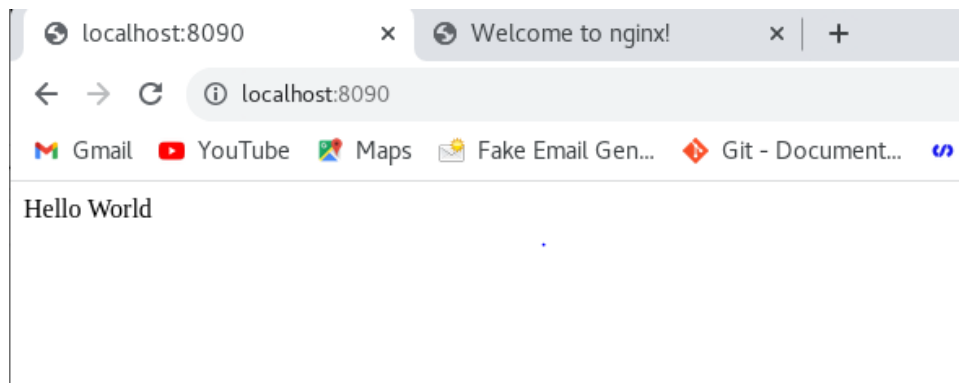 localhost:8090 Welcome to nginx!
localhost:8090
Gmail YouTube Maps Fake Email Gen... Git - Document...
Hello World